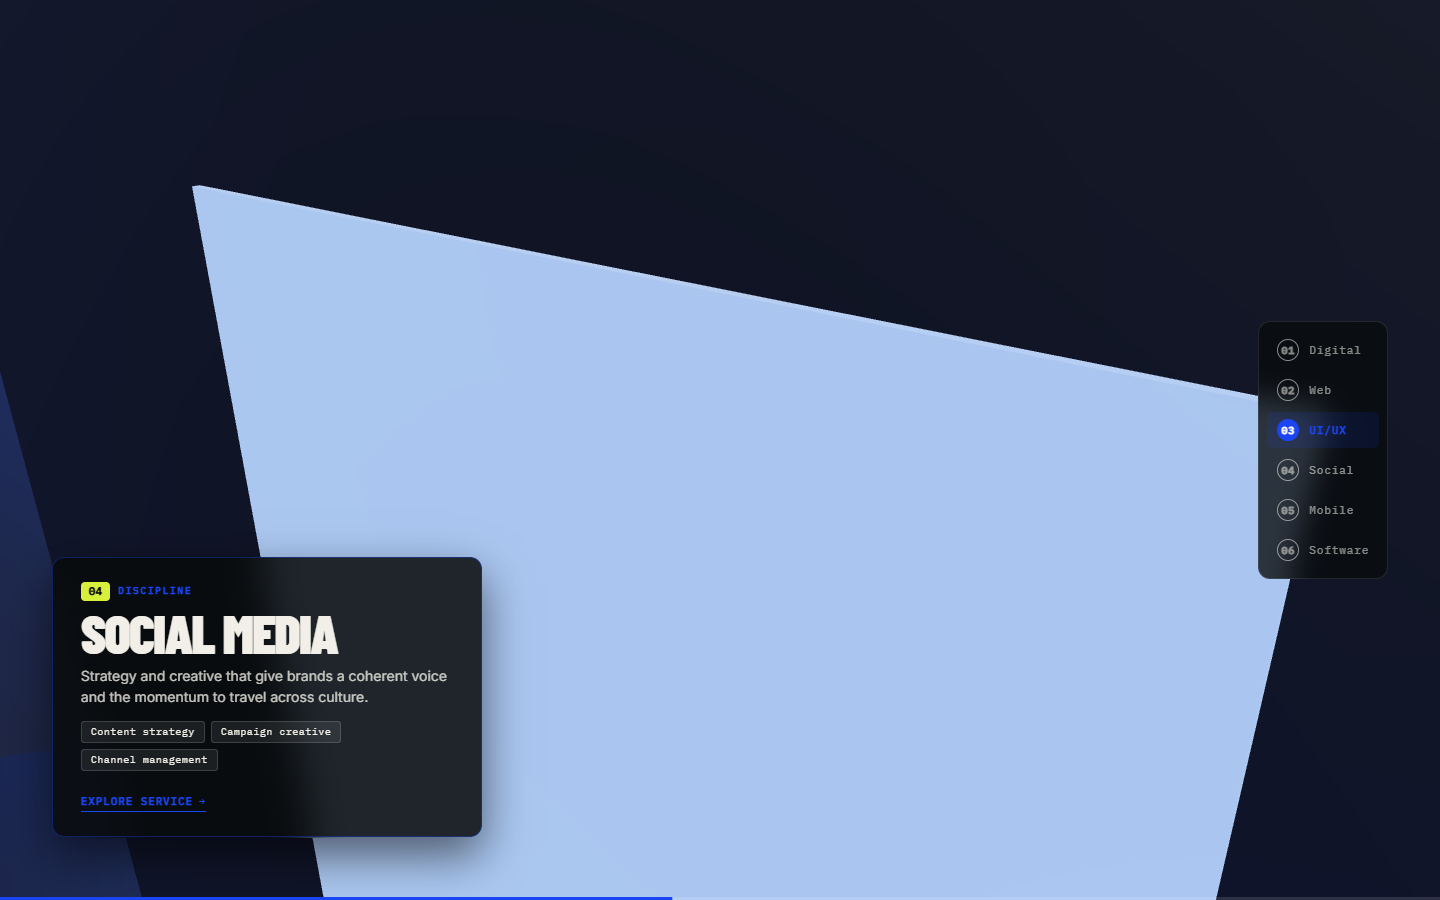 04 DISCIPLINE
SOCIAL MEDIA
Strategy and creative that give brands a coherent voice
and the momentum to travel across culture.
Content strategy
Campaign creative
Channel management
EXPLORE SERVICE →
01 Digital
02 Web
03 UI/UX
04 Social
05 Mobile
06 Software